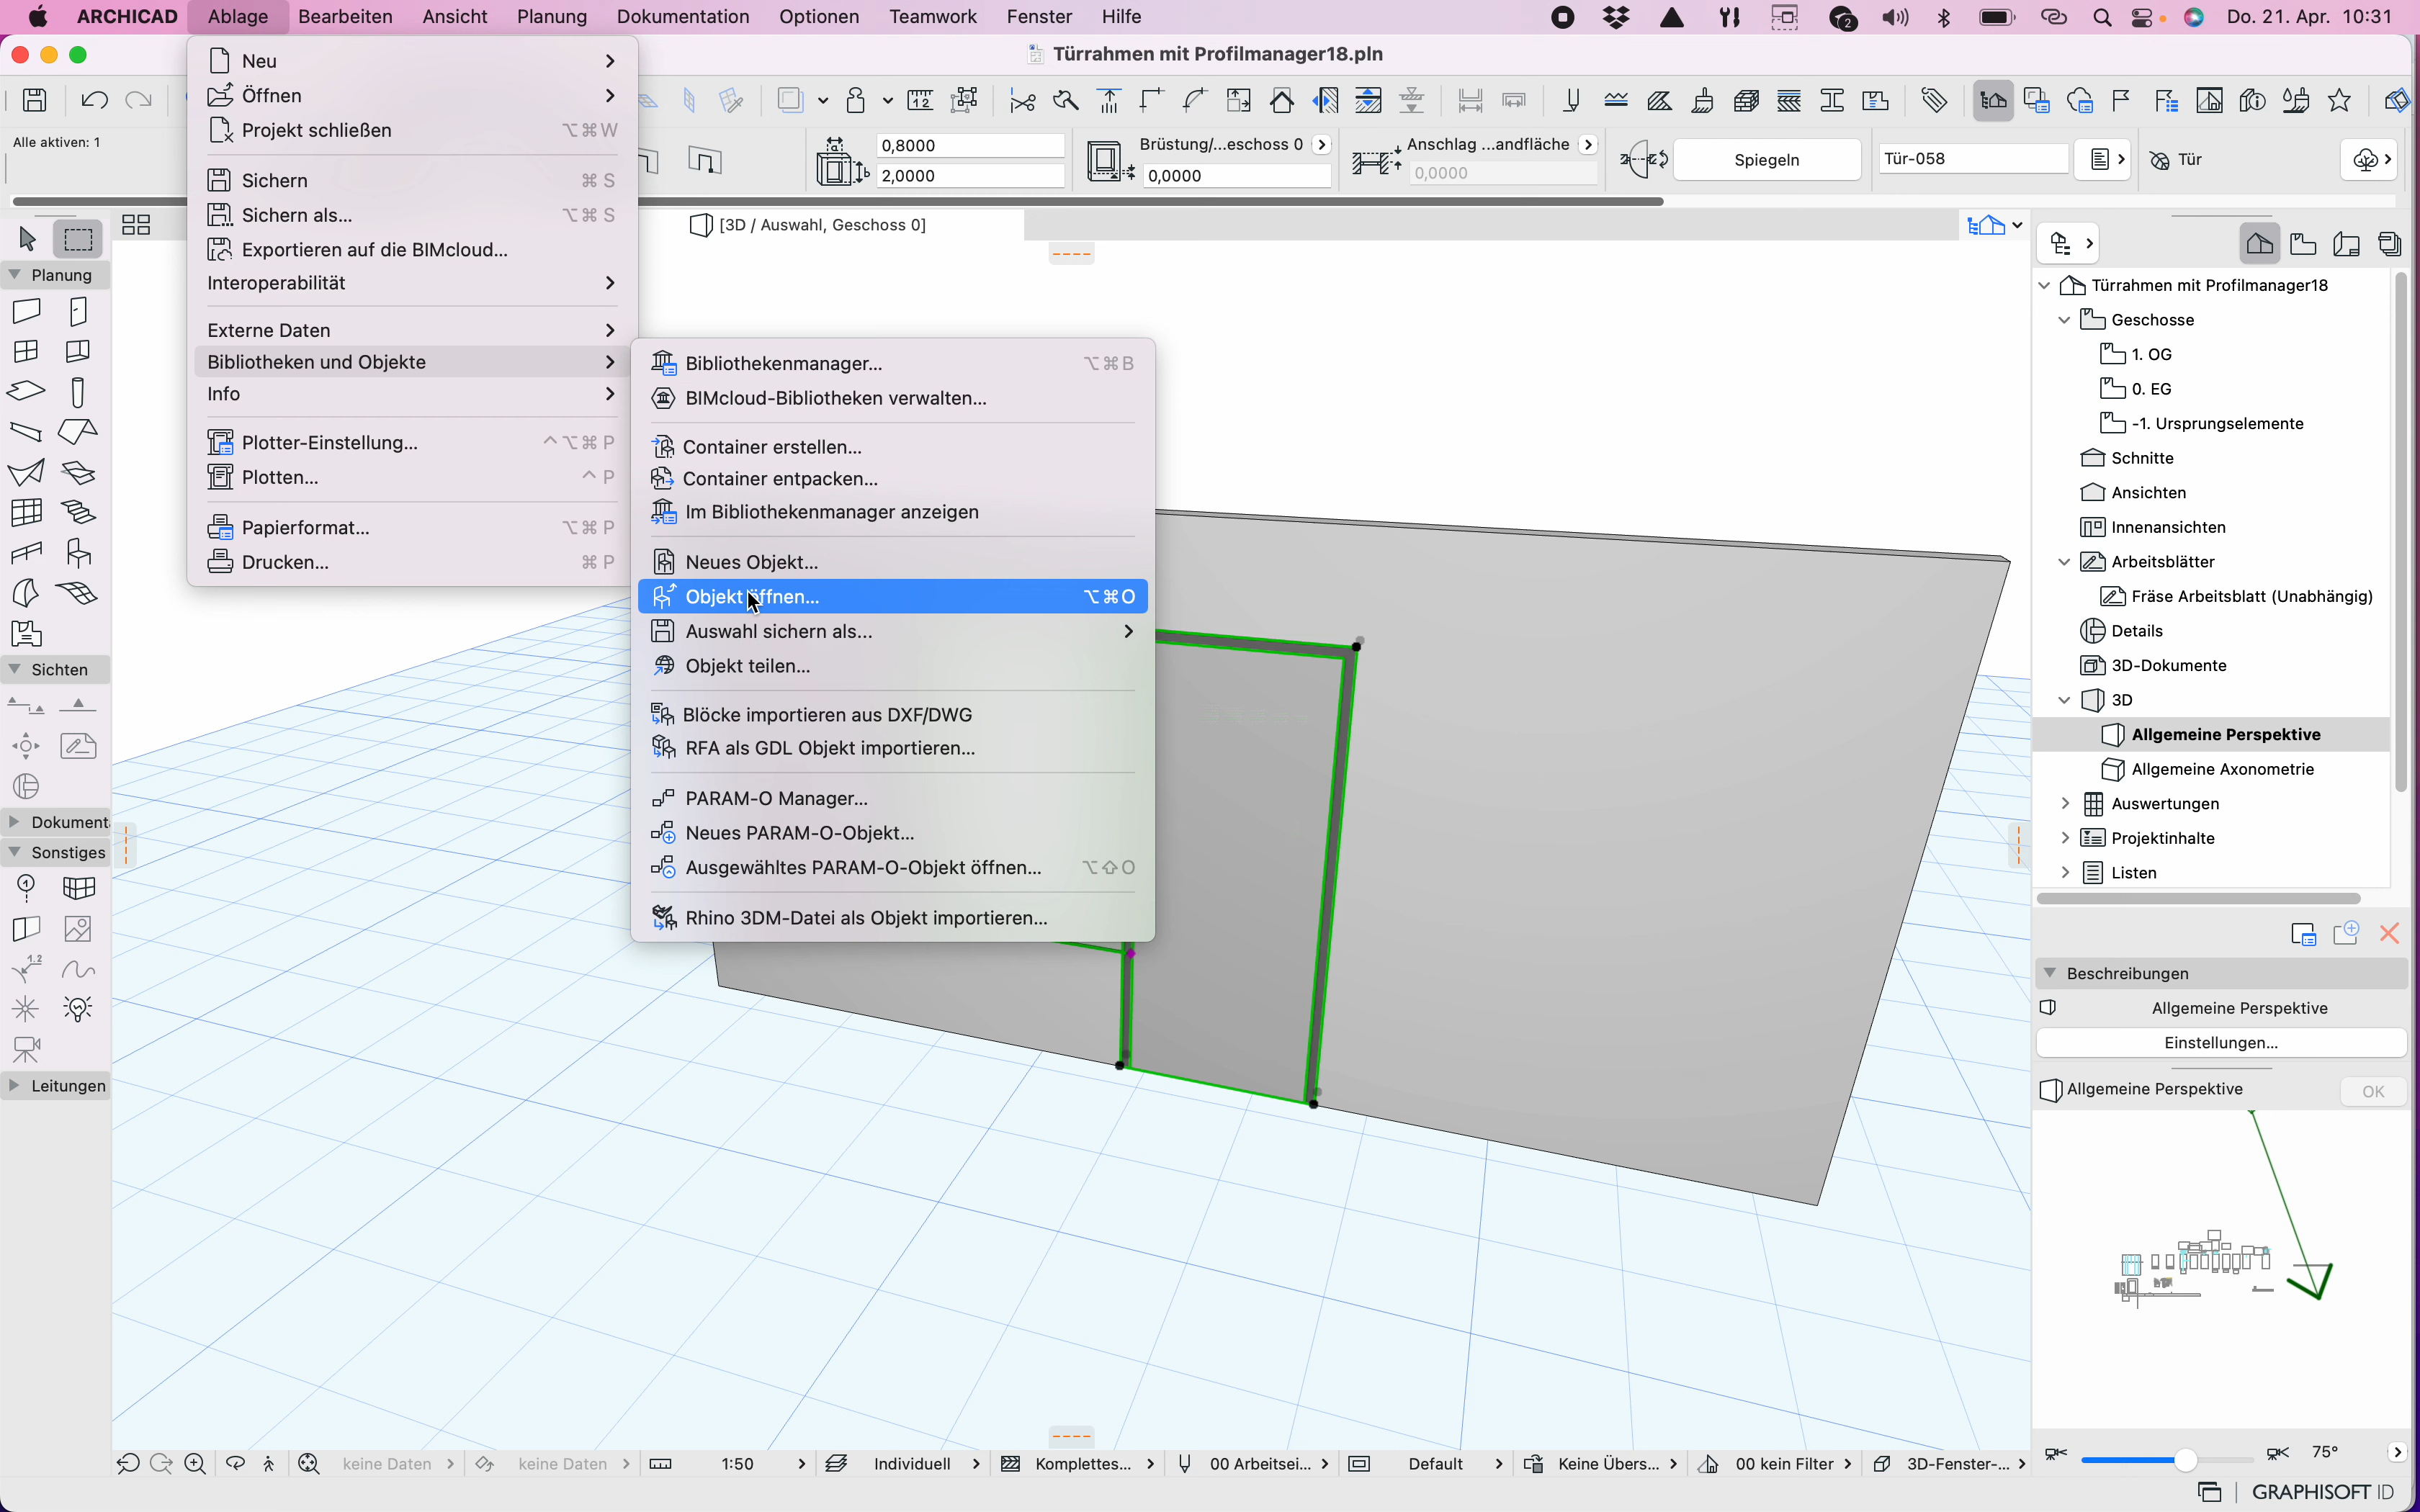 ARCHICAD Ablage Bearbeiten Ansicht Planung Dokumentation Optionen Teamwork Fenster Hilfe 2 Do. 21. Apr. 10:31
Türrahmen mit Profilmanager18.pln
Neu
Öffnen
Projekt schließen ⌥⌘W
Sichern ⌘S
Sichern als... ⌥⌘S
Exportieren auf die BIMcloud...
Interoperabilität
Externe Daten
Bibliotheken und Objekte
Info
Plotter-Einstellung... ^⌥⌘P
Plotten... ^P
Papierformat... ⌥⌘P
Drucken... ⌘P
Alle aktiven: 1
0,8000
2,0000
Brüstung/...eschoss 0
0,0000
Anschlag ...andfläche
0,0000
Spiegeln
Tür-058
Tür
[3D / Auswahl, Geschoss 0]
Bibliothekenmanager... ⌥⌘B
BIMcloud-Bibliotheken verwalten...
Container erstellen...
Container entpacken...
Im Bibliothekenmanager anzeigen
Neues Objekt...
Objekt öffnen... ⌥⌘O
Auswahl sichern als...
Objekt teilen...
Blöcke importieren aus DXF/DWG
RFA als GDL Objekt importieren...
PARAM-O Manager...
Neues PARAM-O-Objekt...
Ausgewähltes PARAM-O-Objekt öffnen... ⌥⇧O
Rhino 3DM-Datei als Objekt importieren...
Planung
Sichten
Dokument
Sonstiges
1.2
Leitungen
Türrahmen mit Profilmanager18
Geschosse
1. OG
0. EG
-1. Ursprungselemente
Schnitte
Ansichten
Innenansichten
Arbeitsblätter
Fräse Arbeitsblatt (Unabhängig)
Details
3D-Dokumente
3D
Allgemeine Perspektive
Allgemeine Axonometrie
Auswertungen
Projektinhalte
Listen
Beschreibungen
Allgemeine Perspektive
Einstellungen...
Allgemeine Perspektive OK
75°
keine Daten keine Daten 1:50 Individuell Komplettes... 00 Arbeitsei... Default Keine Übers... 00 kein Filter 3D-Fenster-...
GRAPHISOFT ID